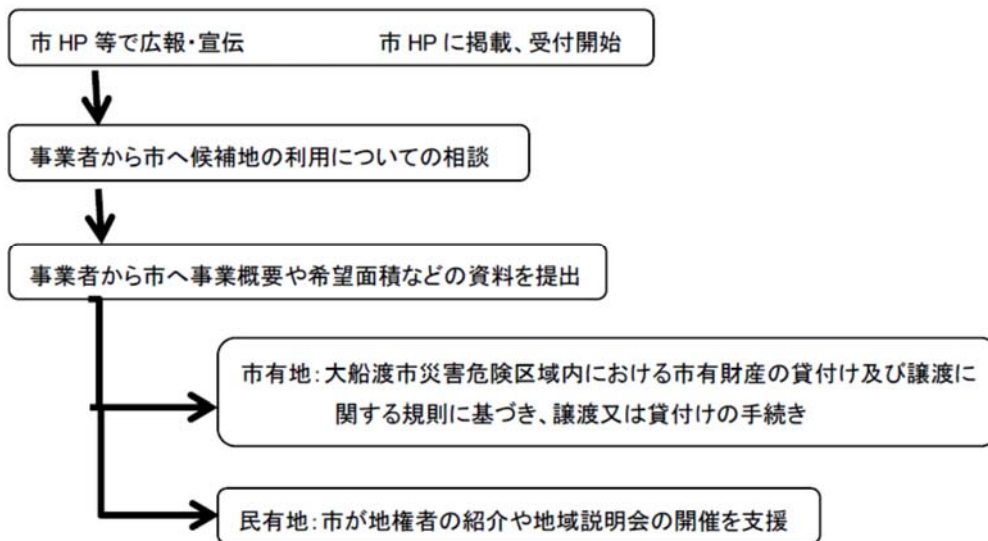 市 HP 等で広報・宣伝 市 HP に掲載、受付開始
事業者から市へ候補地の利用についての相談
事業者から市へ事業概要や希望面積などの資料を提出
市有地：大船渡市災害危険区域内における市有財産の貸付け及び譲渡に
関する規則に基づき、譲渡又は貸付けの手続き
民有地：市が地権者の紹介や地域説明会の開催を支援